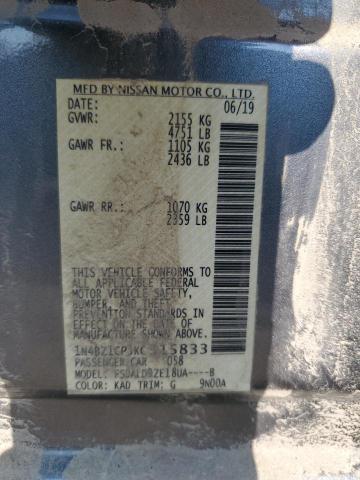 MFD BY NISSAN MOTOR CO., LTD.
DATE: 06/19
GVWR: 2155 KG
4751 LB
GAWR FR.: 1105 KG
2436 LB
GAWR RR.: 1070 KG
2359 LB
THIS VEHICLE CONFORMS TO
ALL APPLICABLE FEDERAL
MOTOR VEHICLE SAFETY, BUMPER,
AND THEFT
PREVENTION STANDARDS IN
EFFECT ON THE DATE OF
MANUFACTURE SHOWN ABOVE.
PASSENGER CAR 058
MODEL:
COLOR: KAD TRIM: G 9N00A